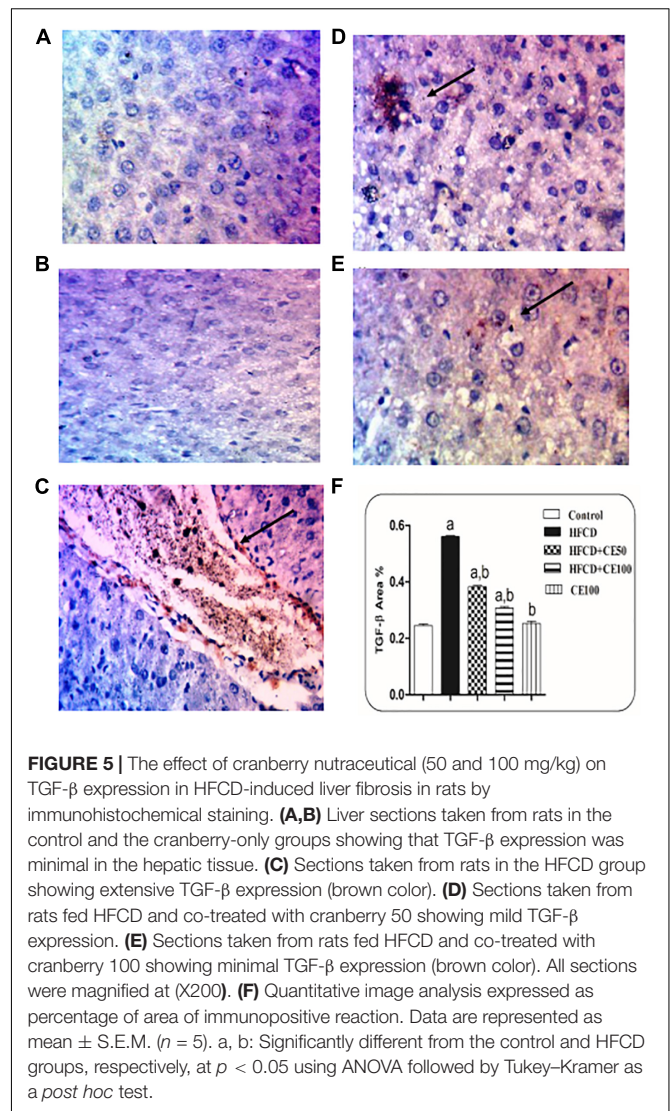 A
D
B
E
C
F
0.6
0.4
0.2
0.0
TGF-β Area %
a
a,b
a,b
b
Control
HFCD
HFCD+CE50
HFCD+CE100
CE100
FIGURE 5 | The effect of cranberry nutraceutical (50 and 100 mg/kg) on
TGF-β expression in HFCD-induced liver fibrosis in rats by
immunohistochemical staining. (A,B) Liver sections taken from rats in the
control and the cranberry-only groups showing that TGF-β expression was
minimal in the hepatic tissue. (C) Sections taken from rats in the HFCD group
showing extensive TGF-β expression (brown color). (D) Sections taken from
rats fed HFCD and co-treated with cranberry 50 showing mild TGF-β
expression. (E) Sections taken from rats fed HFCD and co-treated with
cranberry 100 showing minimal TGF-β expression (brown color). All sections
were magnified at (X200). (F) Quantitative image analysis expressed as
percentage of area of immunopositive reaction. Data are represented as
mean ± S.E.M. (n = 5). a, b: Significantly different from the control and HFCD
groups, respectively, at p < 0.05 using ANOVA followed by Tukey–Kramer as
a post hoc test.